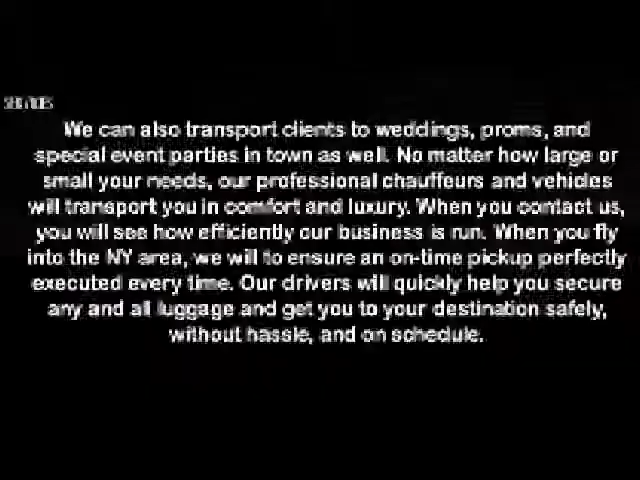 SERVICES
We can also transport clients to weddings, proms, and
special event parties in town as well. No matter how large or
small your needs, our professional chauffeurs and vehicles
will transport you in comfort and luxury. When you contact us,
you will see how efficiently our business is run. When you fly
into the NY area, we will to ensure an on-time pickup perfectly
executed every time. Our drivers will quickly help you secure
any and all luggage and get you to your destination safely,
without hassle, and on schedule.